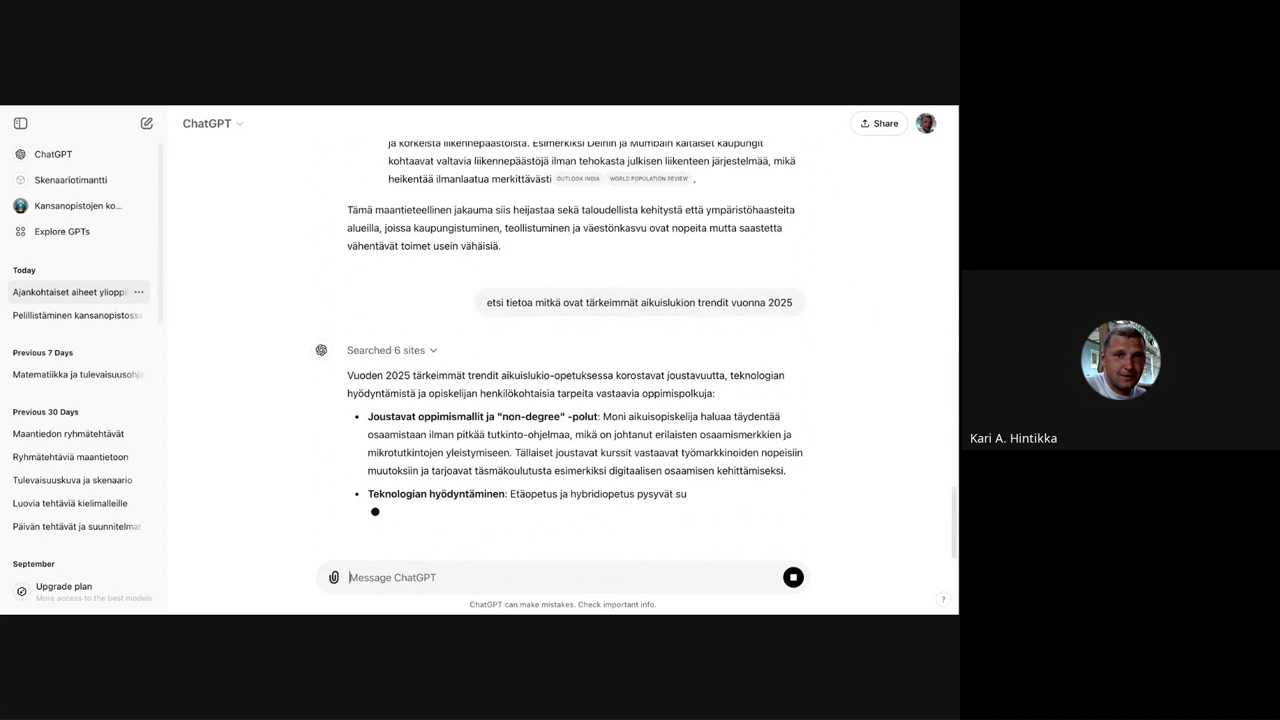 ChatGPT
Share
ChatGPT
Skenaariotimantti
Kansanopistojen ko...
Explore GPTs
Today
Ajankohtaiset aiheet ylioppil
Pelillistäminen kansanopistossa
Previous 7 Days
Matematiikka ja tulevaisuusohja
Previous 30 Days
Maantiedon ryhmätehtävät
Ryhmätehtäviä maantietoon
Tulevaisuuskuva ja skenaario
Luovia tehtäviä kielimalleille
Päivän tehtävät ja suunnitelmat
September
Upgrade plan
More access to the best models
ja korkeista liikennepäästöistä. Esimerkiksi Delhin ja Mumbain kaltaiset kaupungit
kohtaavat valtavia liikennepäästöjä ilman tehokasta julkisen liikenteen järjestelmää, mikä
heikentää ilmanlaatua merkittävästi OUTLOOK INDIA WORLD POPULATION REVIEW .
Tämä maantieteellinen jakauma siis heijastaa sekä taloudellista kehitystä että ympäristöhaasteita
alueilla, joissa kaupungistuminen, teollistuminen ja väestönkasvu ovat nopeita mutta saastetta
vähentävät toimet usein vähäisiä.
etsi tietoa mitkä ovat tärkeimmät aikuislukion trendit vuonna 2025
Searched 6 sites
Vuoden 2025 tärkeimmät trendit aikuislukio-opetuksessa korostavat joustavuutta, teknologian
hyödyntämistä ja opiskelijan henkilökohtaisia tarpeita vastaavia oppimispolkuja:
• Joustavat oppimismallit ja "non-degree" -polut: Moni aikuisopiskelija haluaa täydentää
osaamistaan ilman pitkää tutkinto-ohjelmaa, mikä on johtanut erilaisten osaamismerkkien ja
mikrotutkintojen yleistymiseen. Tällaiset joustavat kurssit vastaavat työmarkkinoiden nopeisiin
muutoksiin ja tarjoavat täsmäkoulutusta esimerkiksi digitaalisen osaamisen kehittämiseksi.
• Teknologian hyödyntäminen: Etäopetus ja hybridiopetus pysyvät su
Message ChatGPT
ChatGPT can make mistakes. Check important info.
?
Kari A. Hintikka